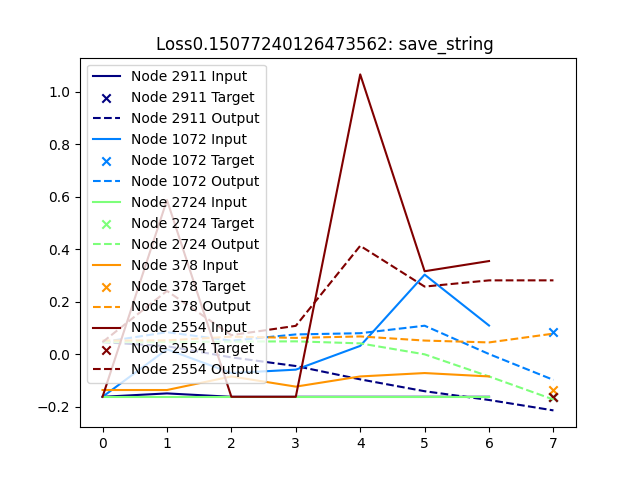 Loss0.15077240126473562: save_string
Node 2911 Input
Node 2911 Target
Node 2911 Output
Node 1072 Input
Node 1072 Target
Node 1072 Output
Node 2724 Input
Node 2724 Target
Node 2724 Output
Node 378 Input
Node 378 Target
Node 378 Output
Node 2554 Input
Node 2554 Target
Node 2554 Output
1.0
0.8
0.6
0.4
0.2
0.0
−0.2
0 1 2 3 4 5 6 7